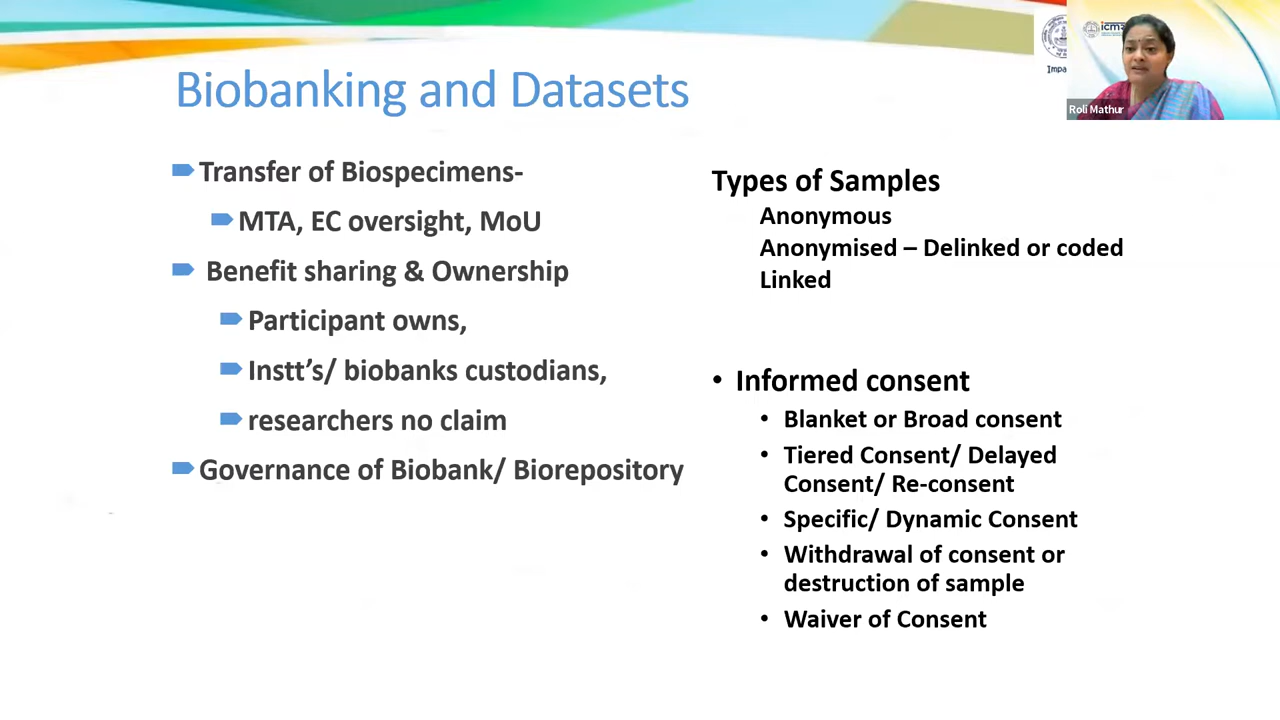 Biobanking and Datasets
Transfer of Biospecimens-
MTA, EC oversight, MoU
Benefit sharing & Ownership
Participant owns,
Instt's/ biobanks custodians,
researchers no claim
Governance of Biobank/ Biorepository
Types of Samples
Anonymous
Anonymised – Delinked or coded
Linked
• Informed consent
• Blanket or Broad consent
• Tiered Consent/ Delayed
Consent/ Re-consent
• Specific/ Dynamic Consent
• Withdrawal of consent or
destruction of sample
• Waiver of Consent
Roli Mathur